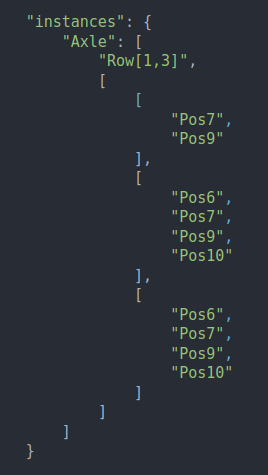 "instances": {
    "Axle": [
        "Row[1,3]",
        [
            [
                "Pos7",
                "Pos9"
            ],
            [
                "Pos6",
                "Pos7",
                "Pos9",
                "Pos10"
            ],
            [
                "Pos6",
                "Pos7",
                "Pos9",
                "Pos10"
            ]
        ]
    ]
}